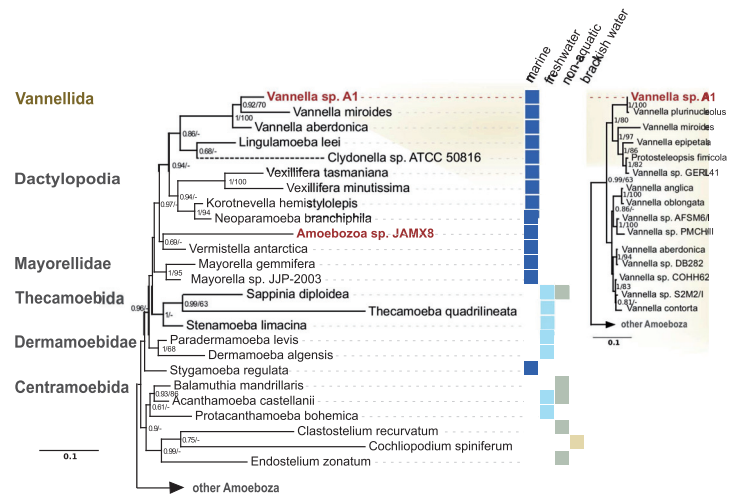 marine
freshwater
non-aquatic
brackish water
Vannellida
Vannella sp. A1
0.92/70
Vannella miroides
1/100
Vannella aberdonica
0.86/-
Lingulamoeba leei
0.68/-
Clydonella sp. ATCC 50816
0.94/-
Dactylopodia
Vexillifera tasmaniana
1/100
Vexillifera minutissima
0.94/-
0.97/-
Korotnevella hemistylolepis
1/94
Neoparamoeba branchiphila
Amoebozoa sp. JAMX8
0.69/-
Vermistella antarctica
Mayorellidae
Mayorella gemmifera
1/95
Mayorella sp. JJP-2003
Thecamoebida
Sappinia diploidea
0.99/63
0.96/-
Thecamoeba quadrilineata
1/-
Stenamoeba limacina
Dermamoebidae
Paradermamoeba levis
1/68
Dermamoeba algensis
Stygamoeba regulata
Centramoebida
Balamuthia mandrillaris
0.93/86
Acanthamoeba castellanii
0.61/-
Protacanthamoeba bohemica
0.9/-
Clastostelium recurvatum
0.75/-
Cochliopodium spiniferum
0.99/-
Endostelium zonatum
0.1
other Amoeboza
Vannella sp. A1
1/100
Vannella plurinucleolus
1/80
Vannella miroides
1/97
Vannella epipetala
1/86
Protosteleopsis fimicola
1/82
Vannella sp. GERL41
0.99/63
Vannella anglica
1/100
Vannella oblongata
0.86/-
Vannella sp. AFSM6/I
1/100
Vannella sp. PMCHII
Vannella aberdonica
1/94
Vannella sp. DB282
Vannella sp. COHH62
1/83
Vannella sp. S2M2/I
0.81/-
Vannella contorta
other Amoeboza
0.1